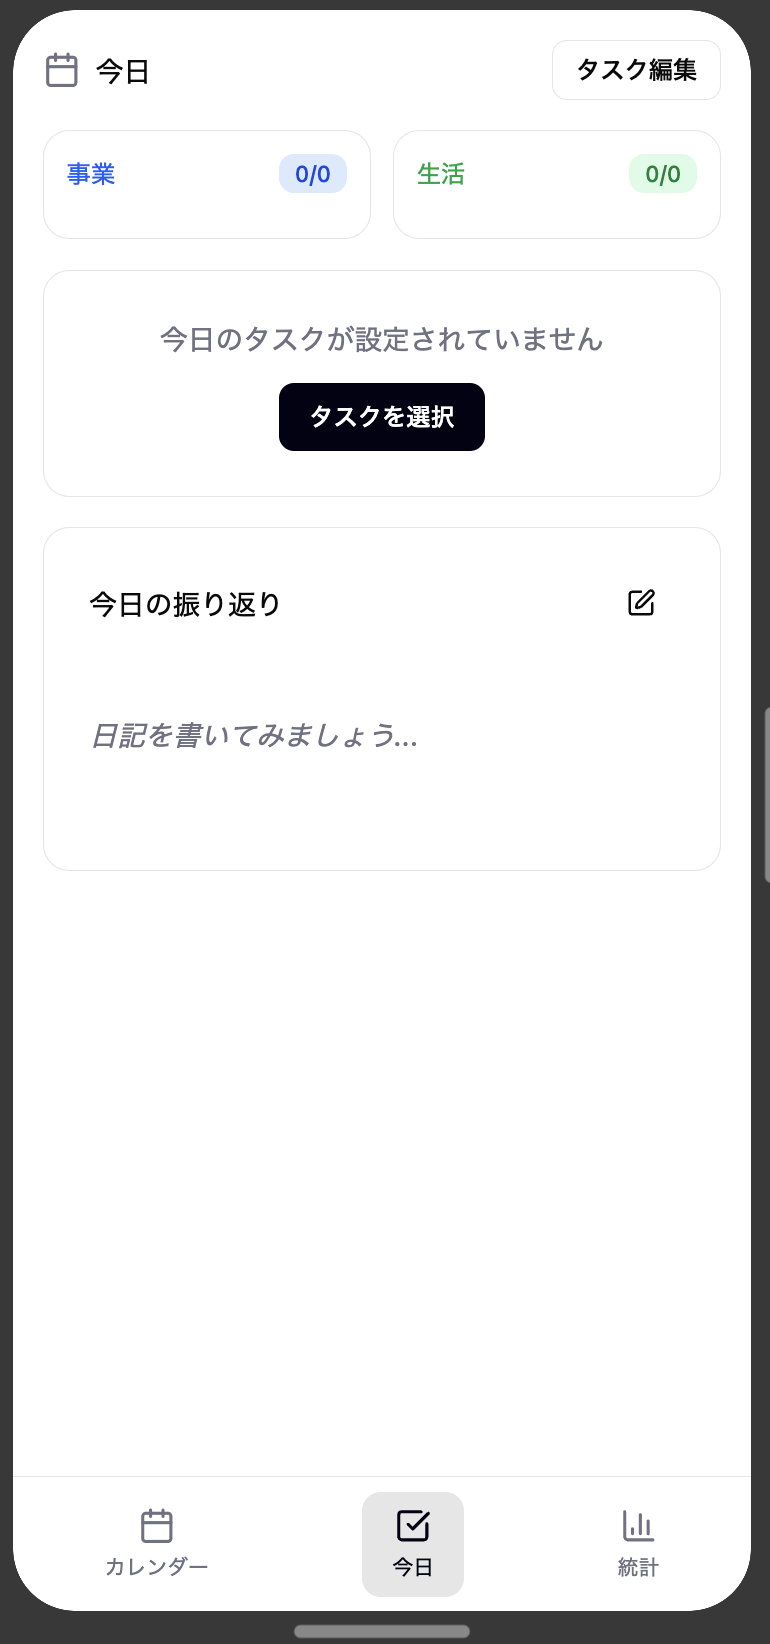 今日
タスク編集
事業
0/0
生活
0/0
今日のタスクが設定されていません
タスクを選択
今日の振り返り
日記を書いてみましょう...
カレンダー
今日
統計